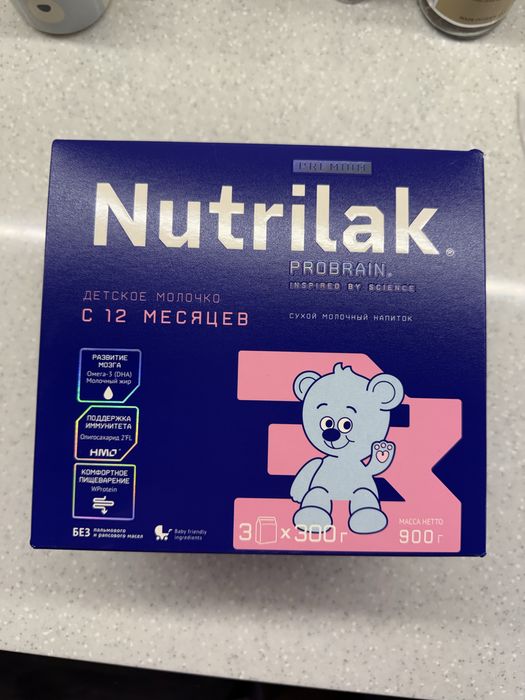 PREMIUM
Nutrilak®
PROBRAIN®
INSPIRED BY SCIENCE
ДЕТСКОЕ МОЛОЧКО
С 12 МЕСЯЦЕВ
СУХОЙ МОЛОЧНЫЙ НАПИТОК
РАЗВИТИЕ
МОЗГА
Омега-3 (DHA)
Молочный жир
ПОДДЕРЖКА
ИММУНИТЕТА
Олигосахарид 2'FL
HMO
КОМФОРТНОЕ
ПИЩЕВАРЕНИЕ
WProtein
3
БЕЗ пальмового
и рапсового масел
Baby friendly
ingredients
3 x 300 г
МАССА НЕТТО
900 г